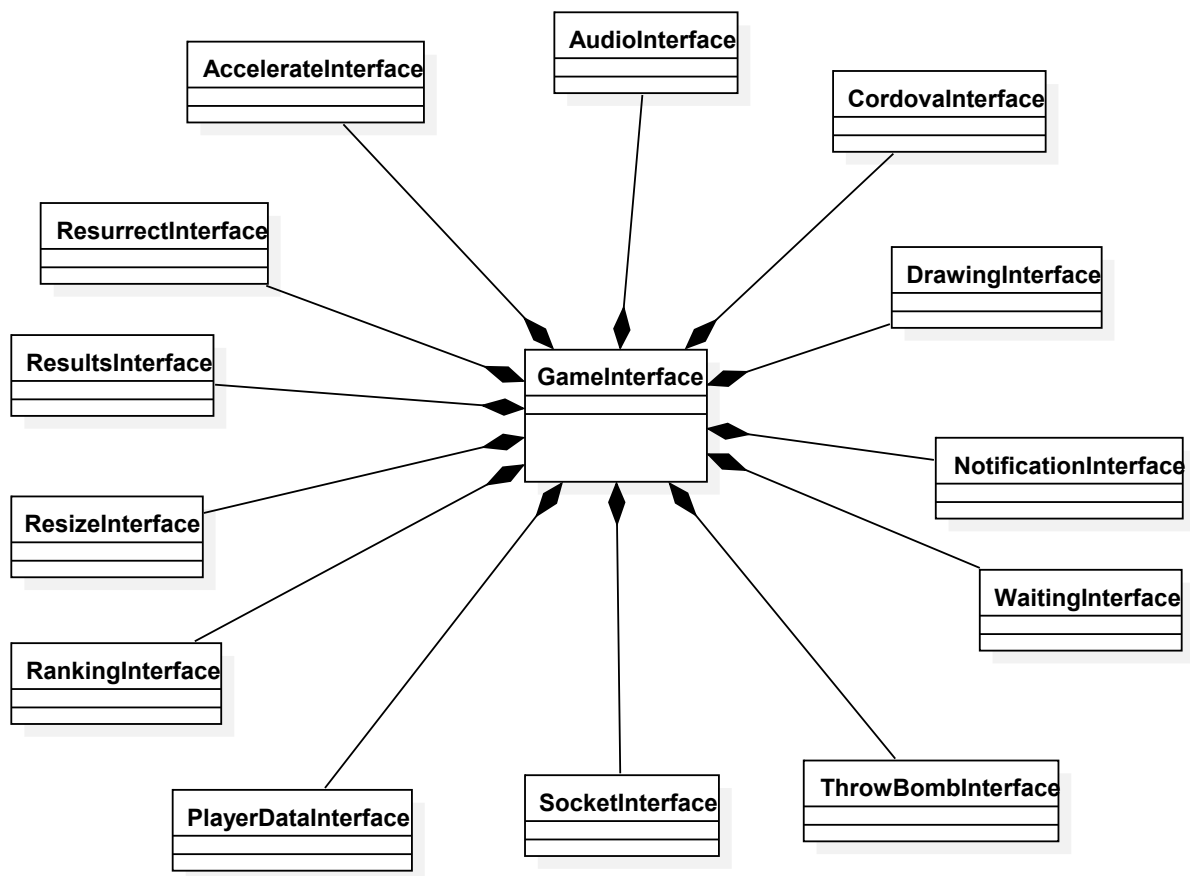 AudioInterface
AccelerateInterface
CordovaInterface
ResurrectInterface
DrawingInterface
ResultsInterface
GameInterface
NotificationInterface
ResizeInterface
WaitingInterface
RankingInterface
ThrowBombInterface
SocketInterface
PlayerDataInterface